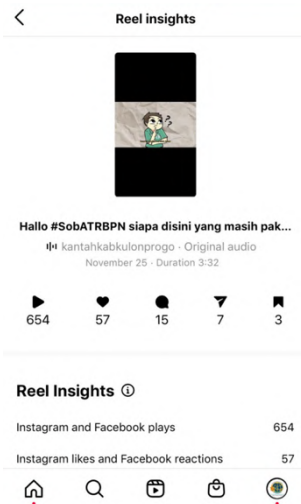 Reel insights
??
Hallo #SobATRBPN siapa disini yang masih pak...
kantahkabkulonprogo · Original audio
November 25 · Duration 3:32
654 57 15 7 3
Reel Insights
Instagram and Facebook plays 654
Instagram likes and Facebook reactions 57